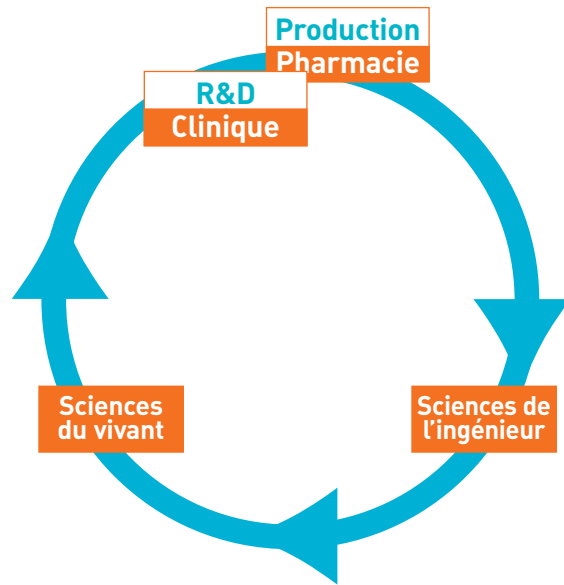 Production
Pharmacie
R&D
Clinique
Sciences
du vivant
Sciences de
l'ingénieur